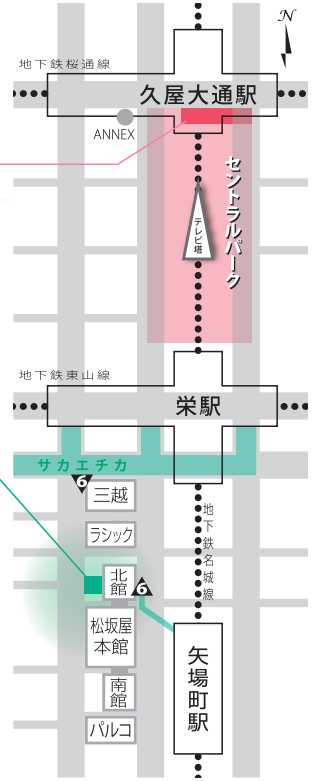 N
地下鉄桜通線
久屋大通駅
ANNEX
セントラルパーク
テレビ塔
地下鉄東山線
栄駅
サカエチカ
6
三越
ラシック
地下鉄名城線
北館
6
松坂屋
本館
矢場町駅
南館
パルコ